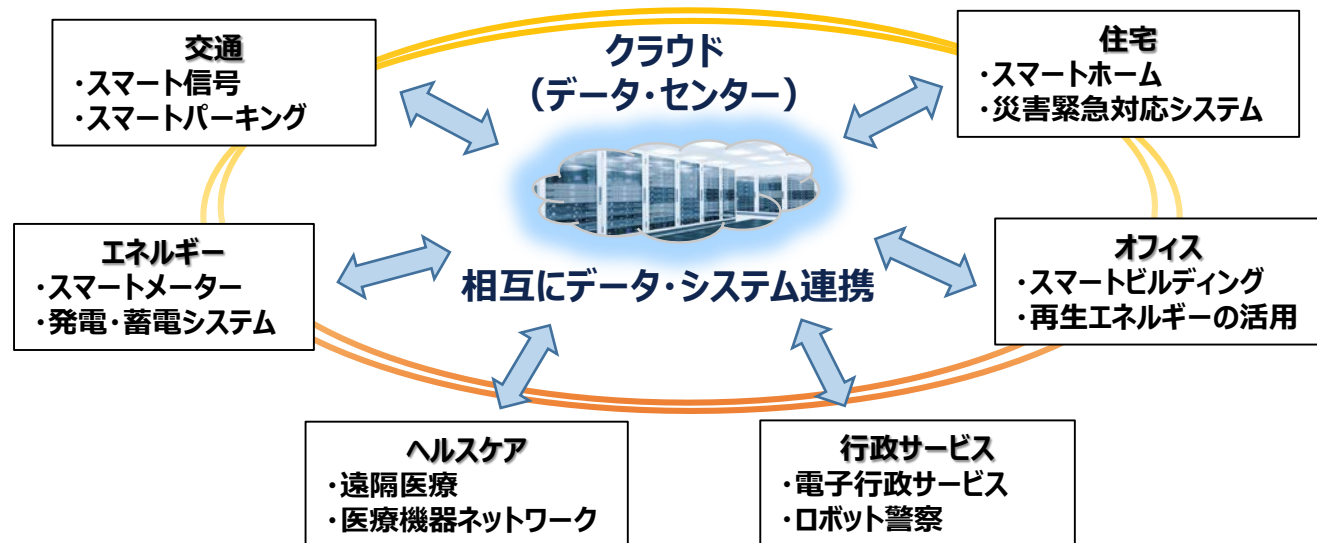 交通
・スマート信号
・スマートパーキング
クラウド
（データ・センター）
住宅
・スマートホーム
・災害緊急対応システム
エネルギー
・スマートメーター
・発電・蓄電システム
相互にデータ・システム連携
オフィス
・スマートビルディング
・再生エネルギーの活用
ヘルスケア
・遠隔医療
・医療機器ネットワーク
行政サービス
・電子行政サービス
・ロボット警察